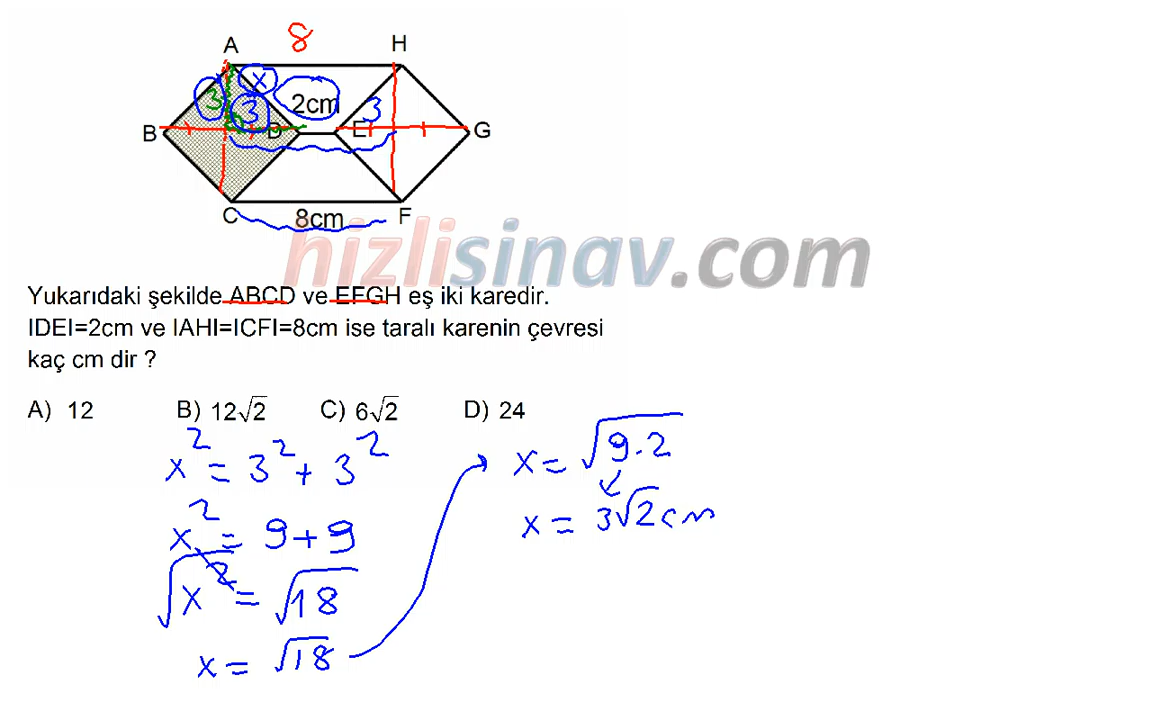 8
A H
3 x 2cm 3
3
B D E G
C 8cm F
hizlisinav.com
Yukarıdaki şekilde ABCD ve EFGH eş iki karedir.
IDEI=2cm ve IAHI=ICFI=8cm ise taralı karenin çevresi
kaç cm dir ?
A) 12 B) 12√2 C) 6√2 D) 24
x² = 3² + 3²
x² = 9 + 9
√x² = √18
x = √18
x = √9.2
x = 3√2 cm